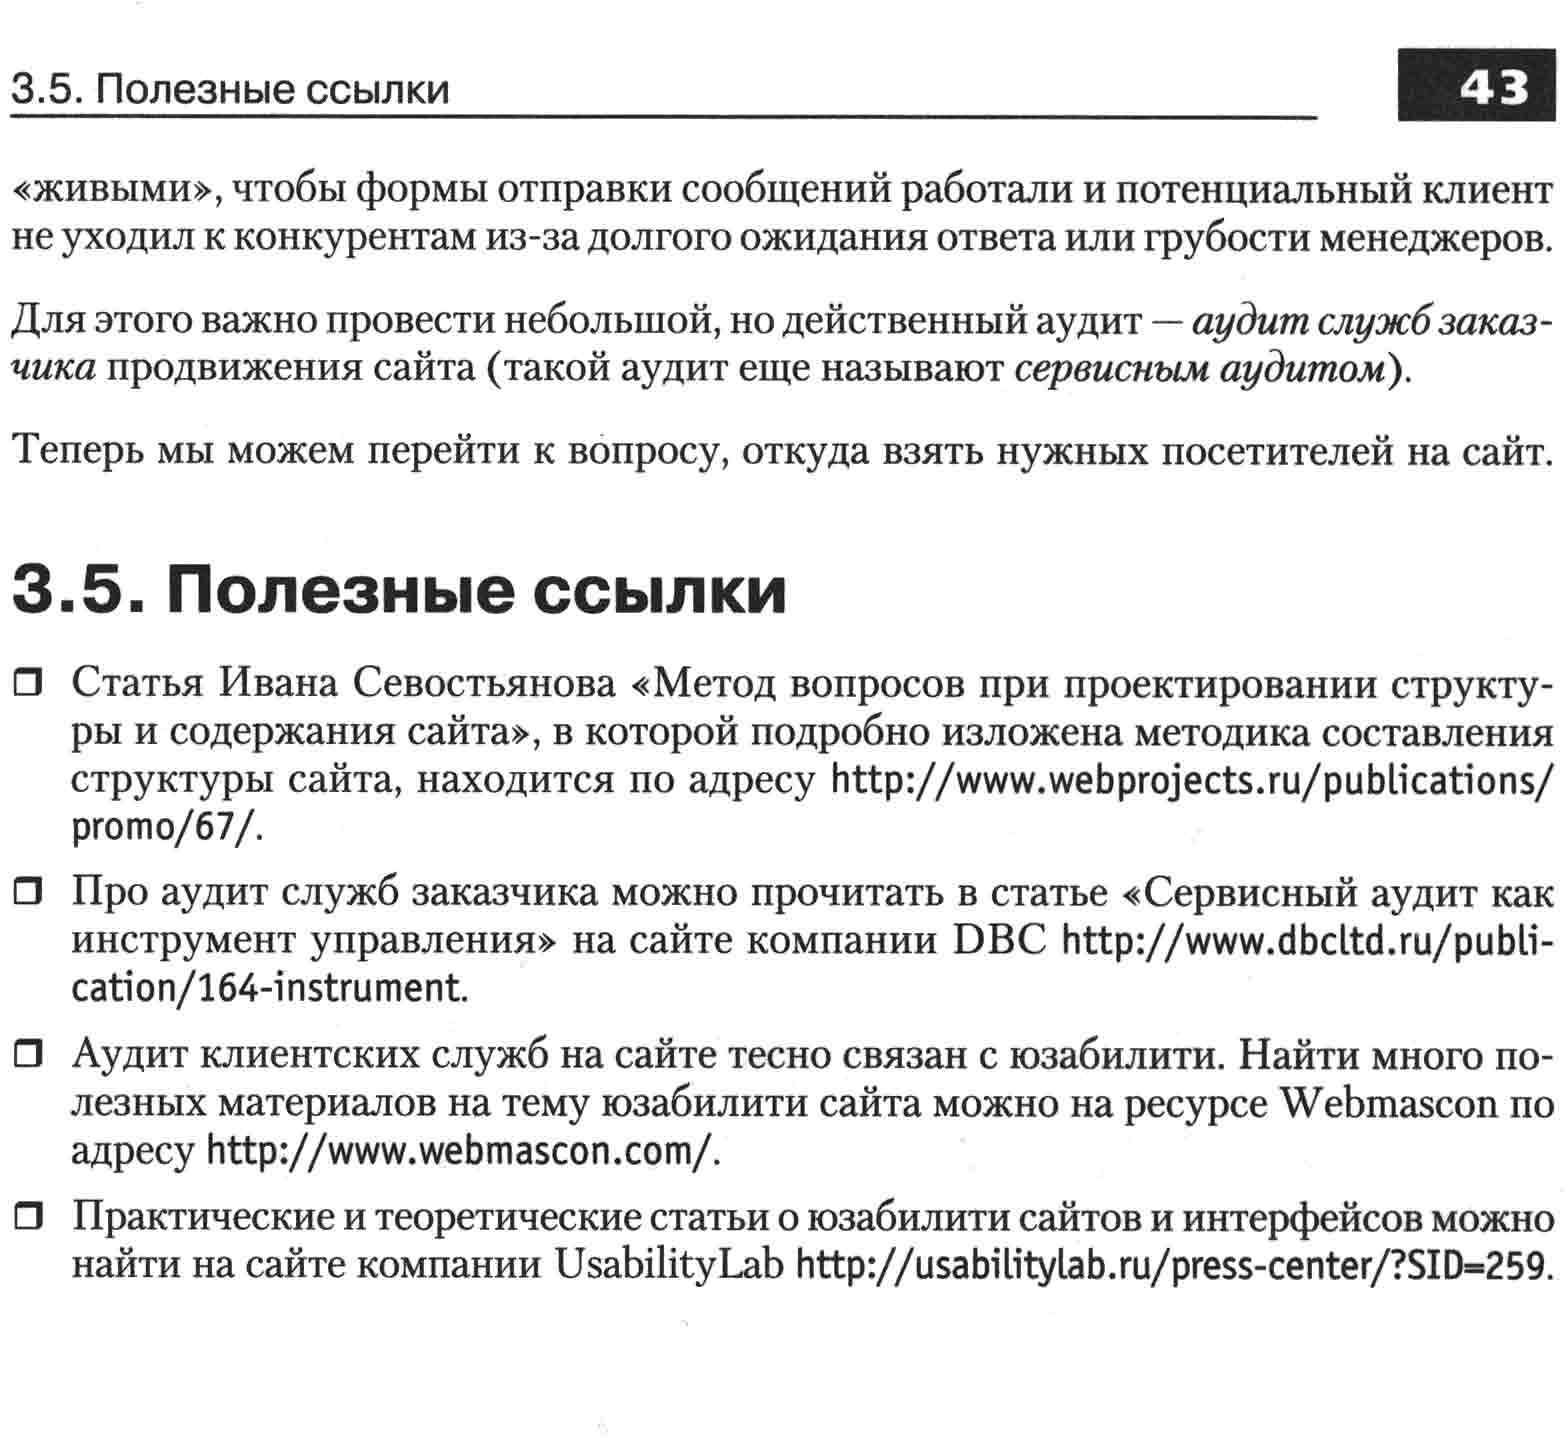 3.5. Полезные ссылки
43
«живыми», чтобы формы отправки сообщений работали и потенциальный клиент
не уходил к конкурентам из-за долгого ожидания ответа или грубости менеджеров.
Для этого важно провести небольшой, но действенный аудит — аудит служб заказ-
чика продвижения сайта (такой аудит еще называют сервисным аудитом).
Теперь мы можем перейти к вопросу, откуда взять нужных посетителей на сайт.
3.5. Полезные ссылки
❒ Статья Ивана Севостьянова «Метод вопросов при проектировании структу-
ры и содержания сайта», в которой подробно изложена методика составления
структуры сайта, находится по адресу http://www.webprojects.ru/publications/
promo/67/.
❒ Про аудит служб заказчика можно прочитать в статье «Сервисный аудит как
инструмент управления» на сайте компании DBC http://www.dbcltd.ru/publi-
cation/164-instrument.
❒ Аудит клиентских служб на сайте тесно связан с юзабилити. Найти много по-
лезных материалов на тему юзабилити сайта можно на ресурсе Webmascon по
адресу http://www.webmascon.com/.
❒ Практические и теоретические статьи о юзабилити сайтов и интерфейсов можно
найти на сайте компании UsabilityLab http://usabilitylab.ru/press-center/?SID=259.